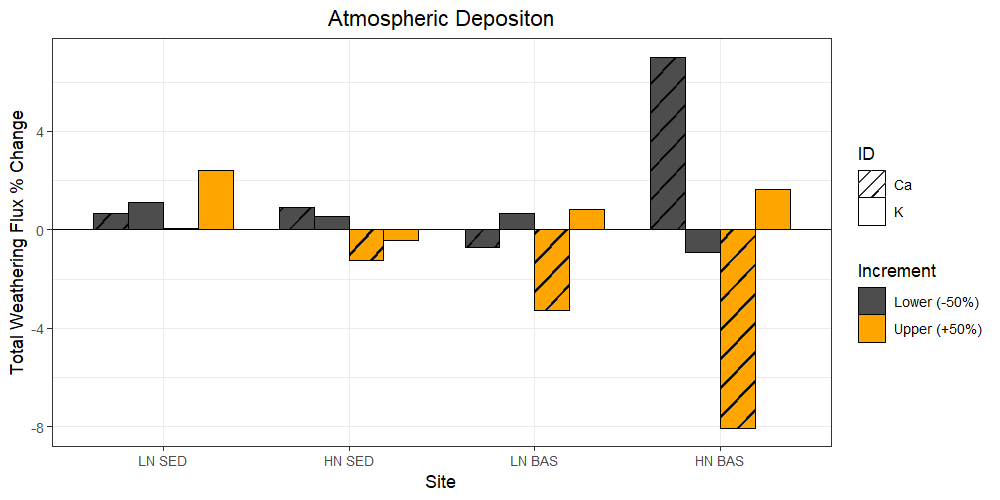 Atmospheric Depositon
Total Weathering Flux % Change
4
0
-4
-8
LN SED
HN SED
LN BAS
HN BAS
Site
ID
Ca
K
Increment
Lower (-50%)
Upper (+50%)